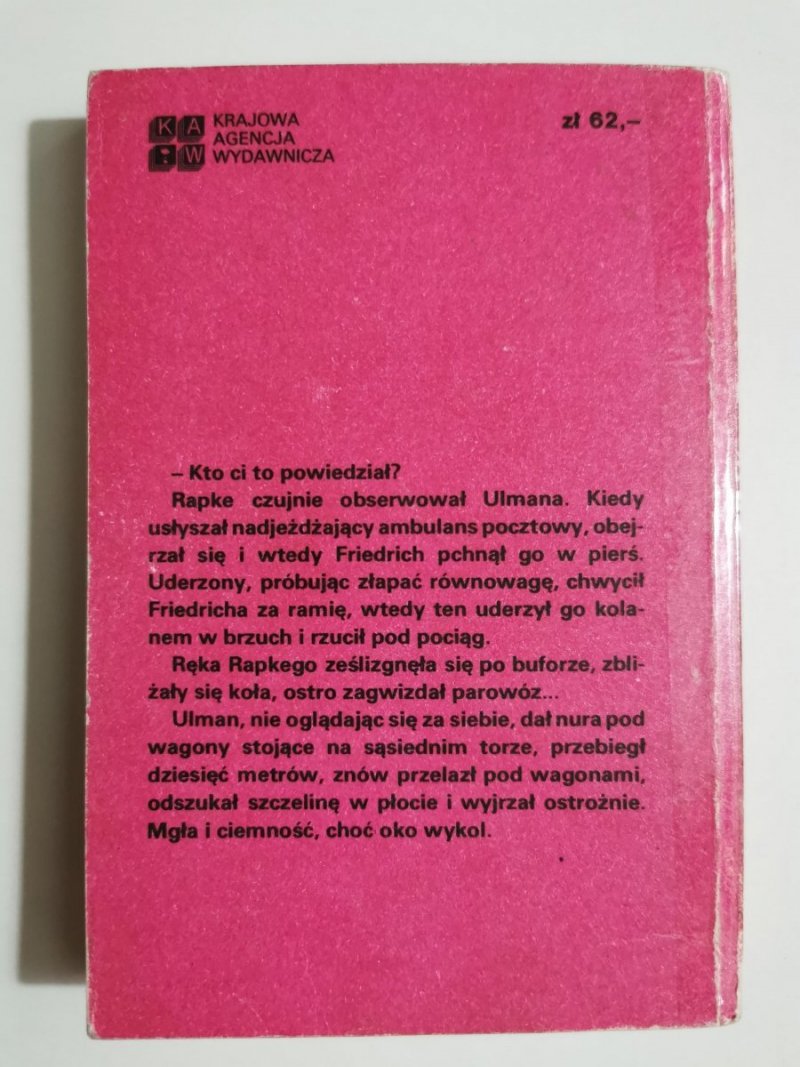 K A
W
KRAJOWA
AGENCJA
WYDAWNICZA
zł 62,–
– Kto ci to powiedział?
Rapke czujnie obserwował Ulmana. Kiedy
usłyszał nadjeżdżający ambulans pocztowy, obej-
rzał się i wtedy Friedrich pchnął go w pierś.
Uderzony, próbując złapać równowagę, chwycił
Friedricha za ramię, wtedy ten uderzył go kola-
nem w brzuch i rzucił pod pociąg.
Ręka Rapkego ześlizgnęła się po buforze, zbli-
żały się koła, ostro zagwizdał parowóz...
Ulman, nie oglądając się za siebie, dał nura pod
wagony stojące na sąsiednim torze, przebiegł
dziesięć metrów, znów przelazł pod wagonami,
odszukał szczelinę w płocie i wyjrzał ostrożnie.
Mgła i ciemność, choć oko wykol.